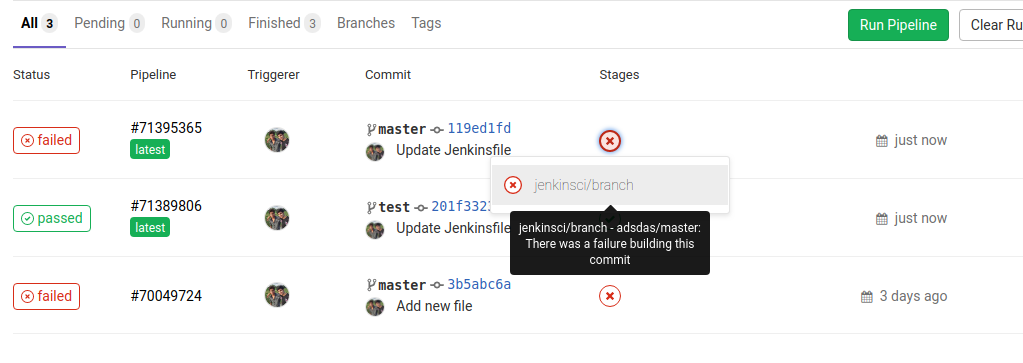 All 3 Pending 0 Running 0 Finished 3 Branches Tags Run Pipeline Clear Ru
Status Pipeline Triggerer Commit Stages
failed #71395365 latest master 119ed1fd just now
Update Jenkinsfile
jenkinsci/branch
passed #71389806 latest test 201f3323 just now
Update Jenkinsfile
jenkinsci/branch - adsdas/master:
There was a failure building this
commit
failed #70049724 master 3b5abc6a 3 days ago
Add new file